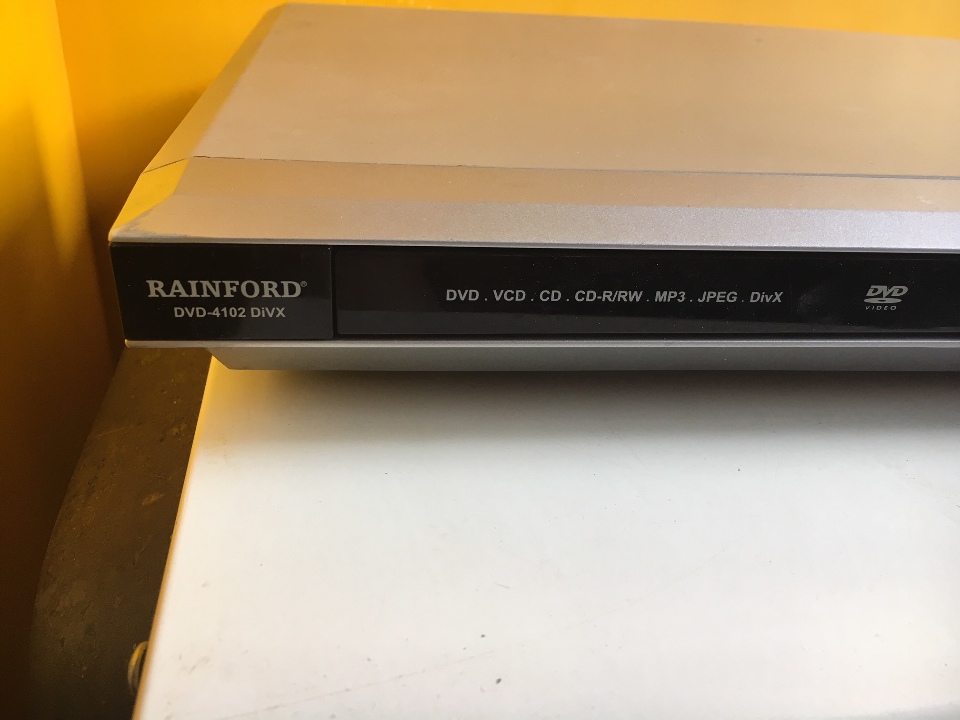 RAINFORD®
DVD-4102 DiVX
DVD . VCD . CD . CD-R/RW . MP3 . JPEG . DivX
DVD
VIDEO